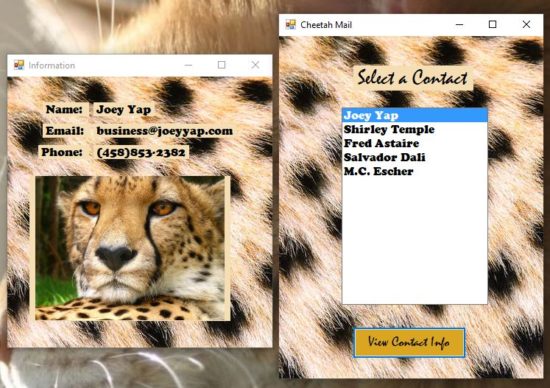 Information
Name: Joey Yap
Email: business@joeyyap.com
Phone: (458)853-2382
Cheetah Mail
Select a Contact
Joey Yap
Shirley Temple
Fred Astaire
Salvador Dali
M.C. Escher
View Contact Info